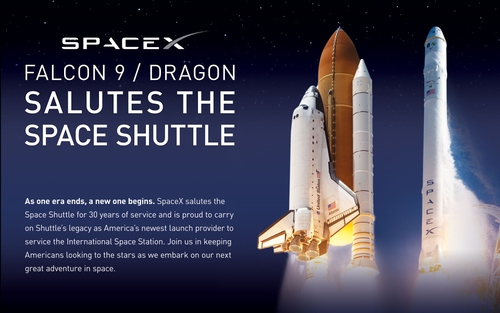 SPACEX
FALCON 9 / DRAGON
SALUTES THE
SPACE SHUTTLE
As one era ends, a new one begins. SpaceX salutes the
Space Shuttle for 30 years of service and is proud to carry
on Shuttle's legacy as America's newest launch provider to
service the International Space Station. Join us in keeping
Americans looking to the stars as we embark on our next
great adventure in space.
United States
SPACEX